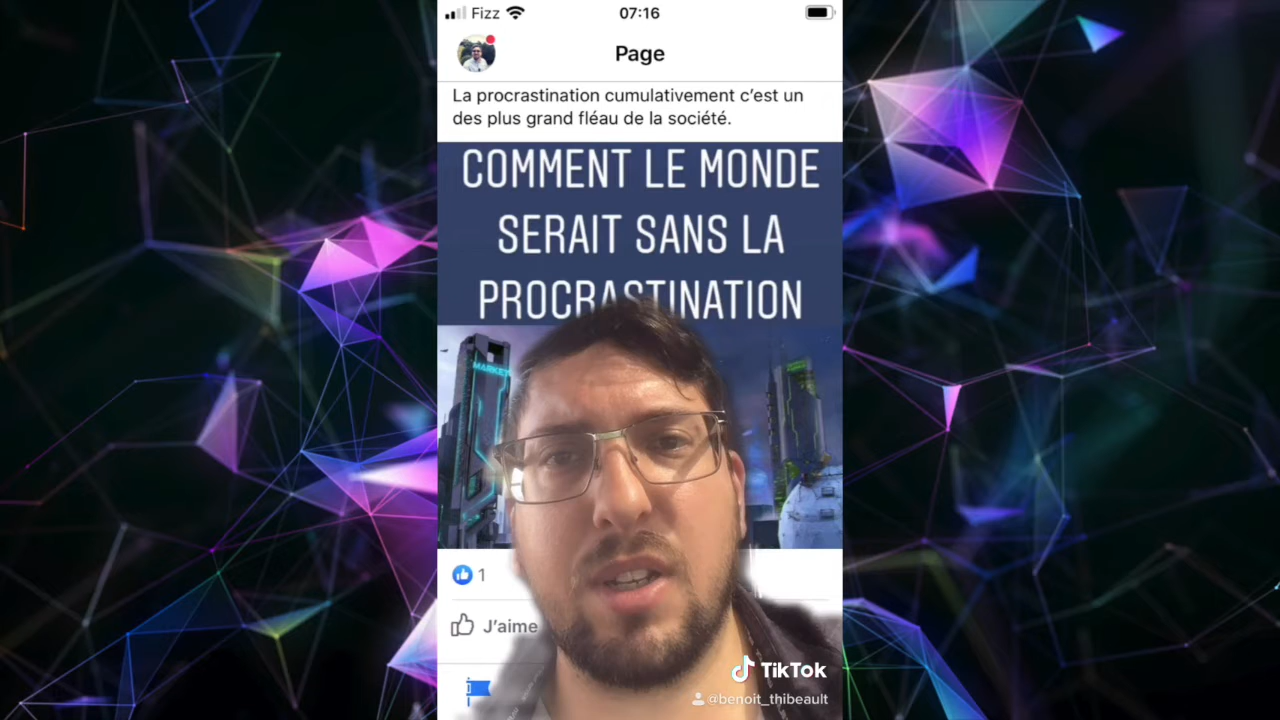 Fizz
07:16
Page
La procrastination cumulativement c’est un
des plus grand fléau de la société.
COMMENT LE MONDE
SERAIT SANS LA
PROCRASTINATION
MARKET
1
J’aime
TikTok
@benoit_thibeault